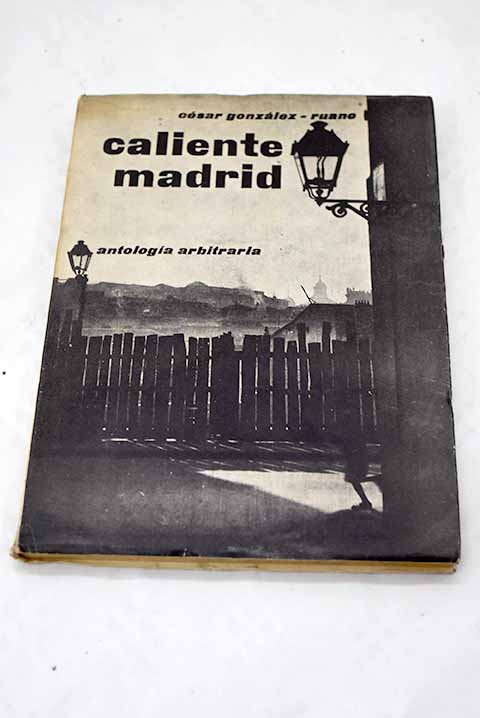 césar gonzález - ruano
caliente
madrid
antología arbitraria